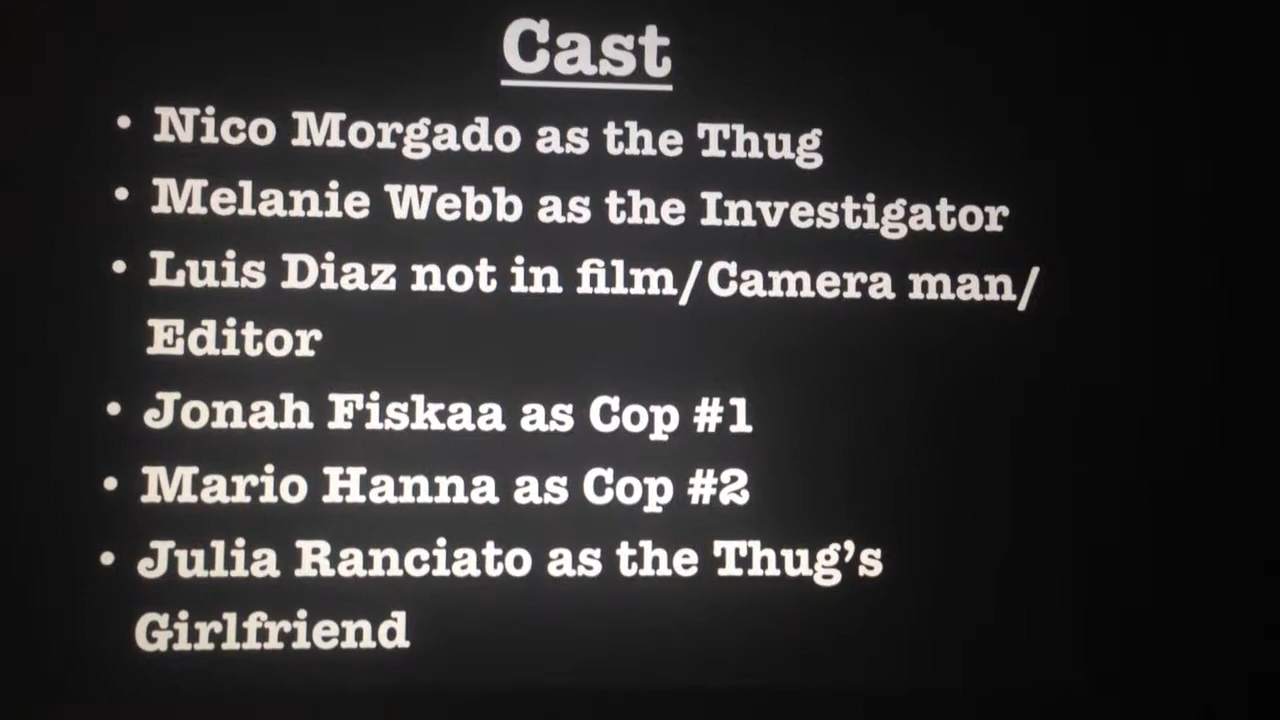 Cast
• Nico Morgado as the Thug
• Melanie Webb as the Investigator
• Luis Diaz not in film/Camera man/
Editor
• Jonah Fiskaa as Cop #1
• Mario Hanna as Cop #2
• Julia Ranciato as the Thug’s
Girlfriend